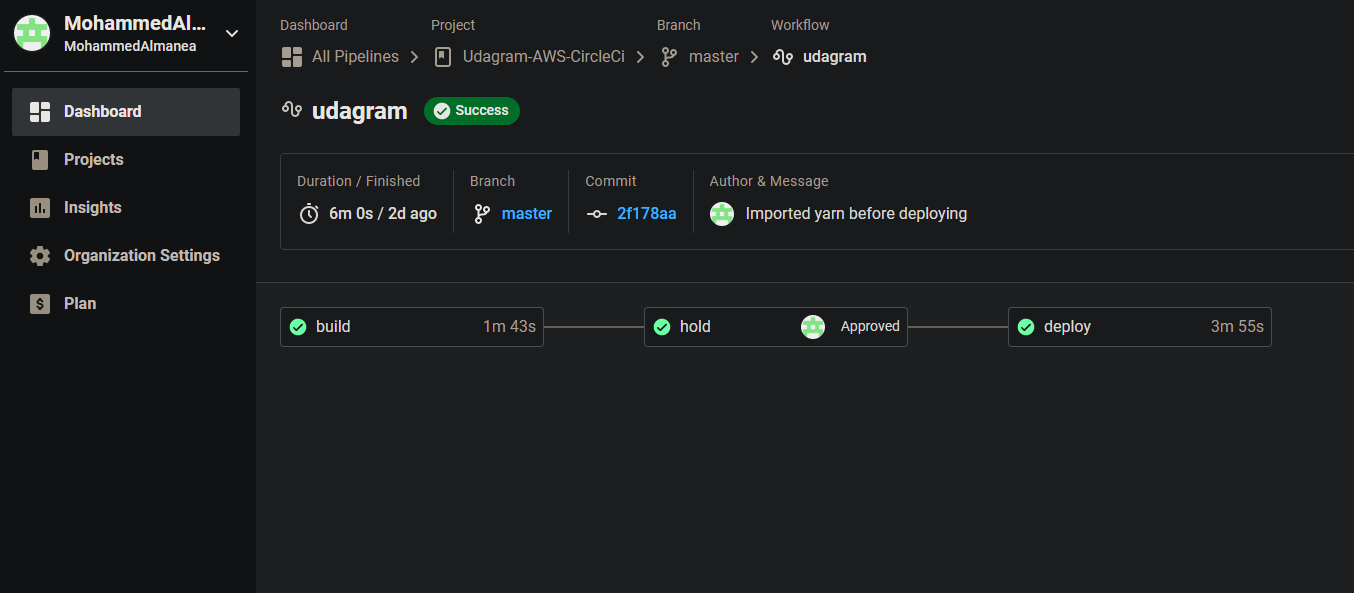 MohammedAl...
MohammedAlmanea
Dashboard
Projects
Insights
Organization Settings
Plan
Dashboard Project Branch Workflow
All Pipelines Udagram-AWS-CircleCi master udagram
udagram Success
Duration / Finished Branch Commit Author & Message
6m 0s / 2d ago master 2f178aa Imported yarn before deploying
build 1m 43s hold Approved deploy 3m 55s